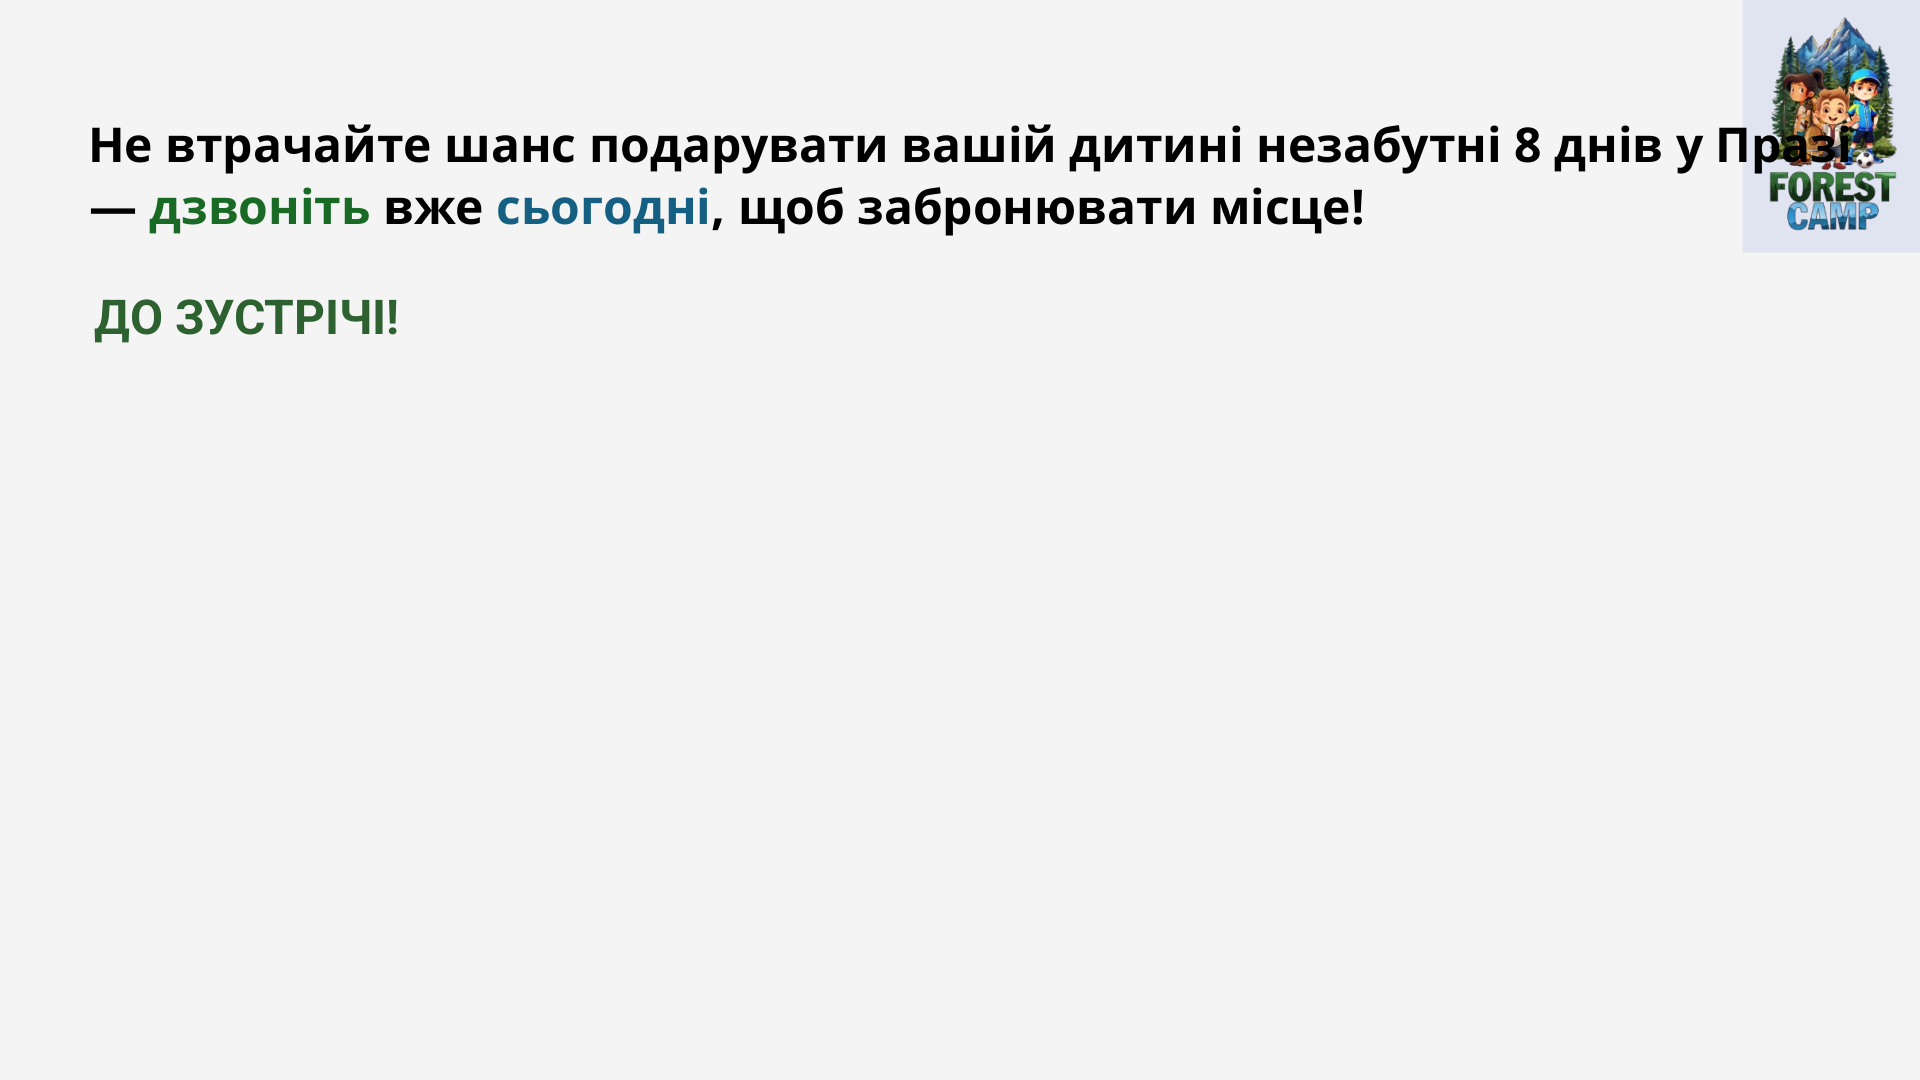 Не втрачайте шанс подарувати вашій дитині незабутні 8 днів у Празі
— дзвоніть вже сьогодні, щоб забронювати місце!
FOREST
CAMP
ДО ЗУСТРІЧІ!